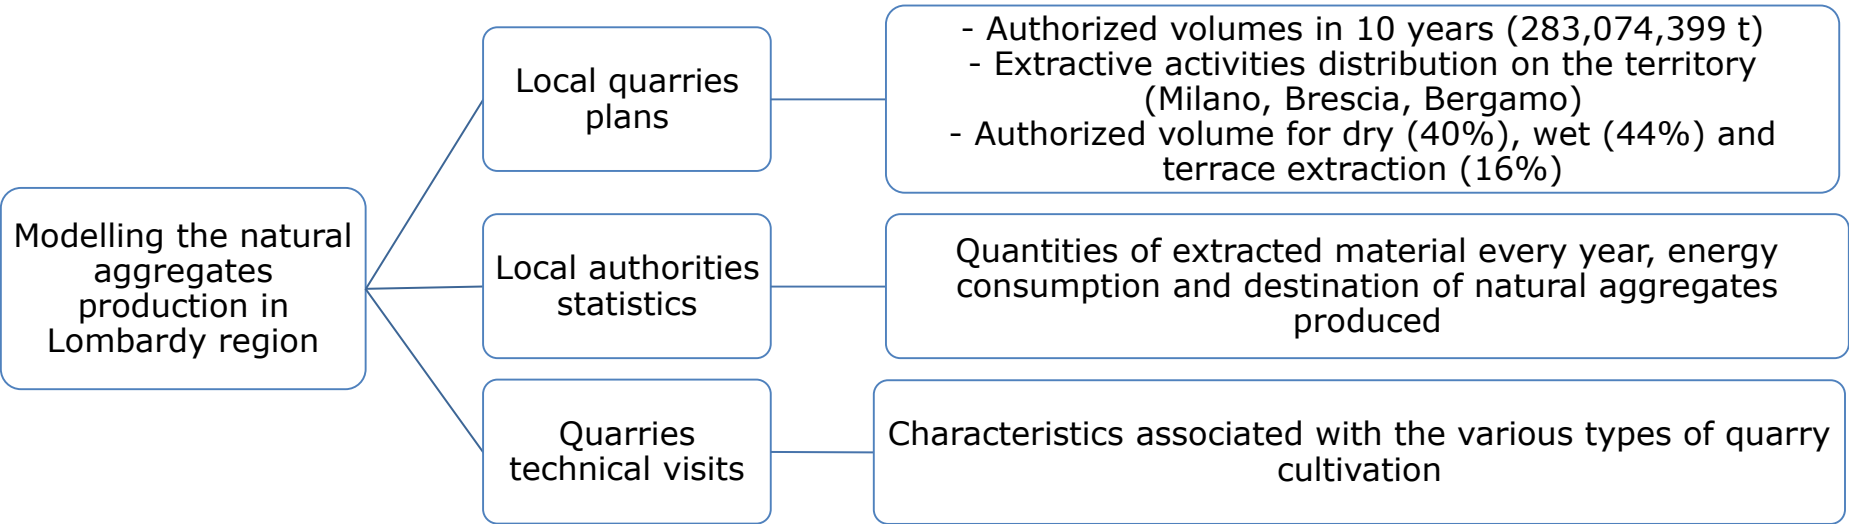 Modelling the natural
aggregates
production in
Lombardy region
Local quarries
plans
- Authorized volumes in 10 years (283,074,399 t)
- Extractive activities distribution on the territory
(Milano, Brescia, Bergamo)
- Authorized volume for dry (40%), wet (44%) and
terrace extraction (16%)
Local authorities
statistics
Quantities of extracted material every year, energy
consumption and destination of natural aggregates
produced
Quarries
technical visits
Characteristics associated with the various types of quarry
cultivation